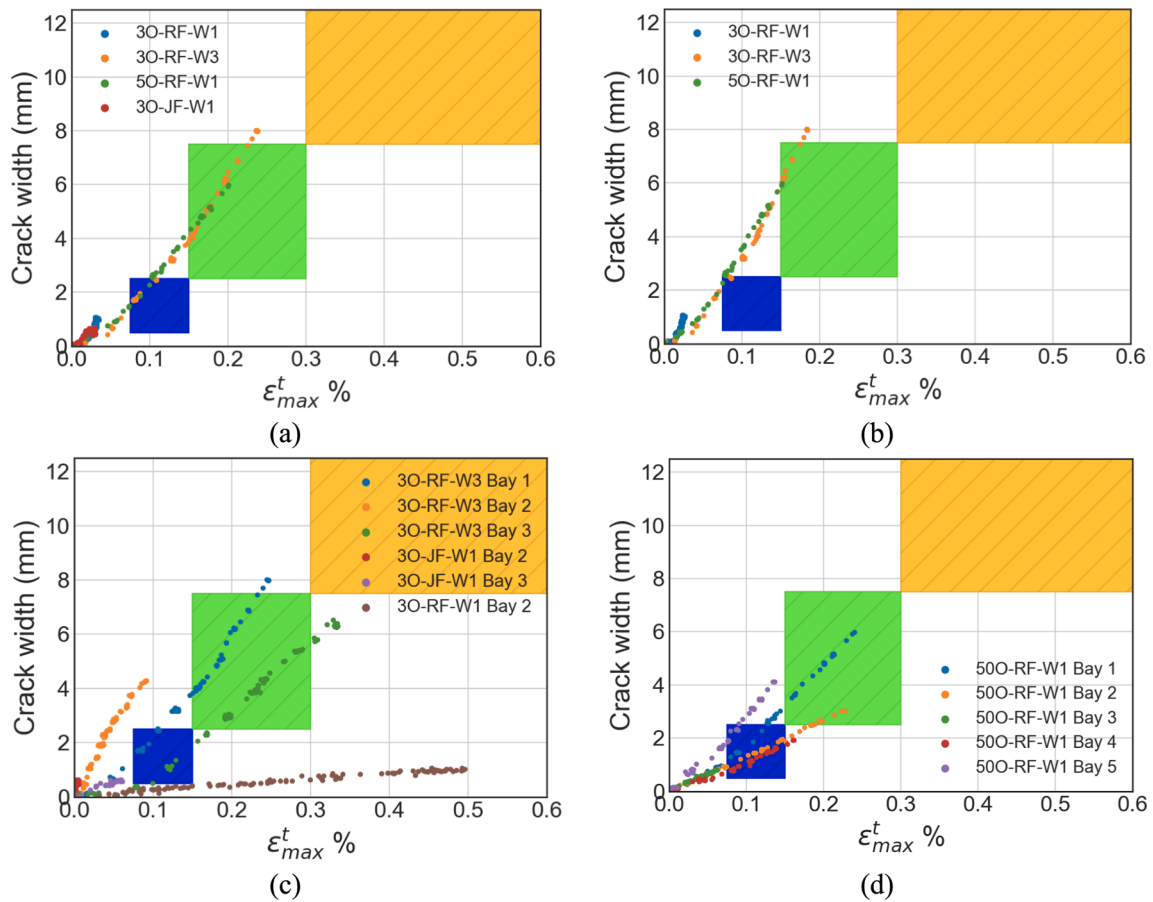 12
10
8
6
4
2
0
Crack width (mm)
3O-RF-W1
3O-RF-W3
5O-RF-W1
3O-JF-W1
0.0 0.1 0.2 0.3 0.4 0.5 0.6
ε^t_max %
(a)
12
10
8
6
4
2
0
Crack width (mm)
3O-RF-W1
3O-RF-W3
5O-RF-W1
0.0 0.1 0.2 0.3 0.4 0.5 0.6
ε^t_max %
(b)
12
10
8
6
4
2
0
Crack width (mm)
3O-RF-W3 Bay 1
3O-RF-W3 Bay 2
3O-RF-W3 Bay 3
3O-JF-W1 Bay 2
3O-JF-W1 Bay 3
3O-RF-W1 Bay 2
0.0 0.1 0.2 0.3 0.4 0.5 0.6
ε^t_max %
(c)
12
10
8
6
4
2
0
Crack width (mm)
50O-RF-W1 Bay 1
50O-RF-W1 Bay 2
50O-RF-W1 Bay 3
50O-RF-W1 Bay 4
50O-RF-W1 Bay 5
0.0 0.1 0.2 0.3 0.4 0.5 0.6
ε^t_max %
(d)